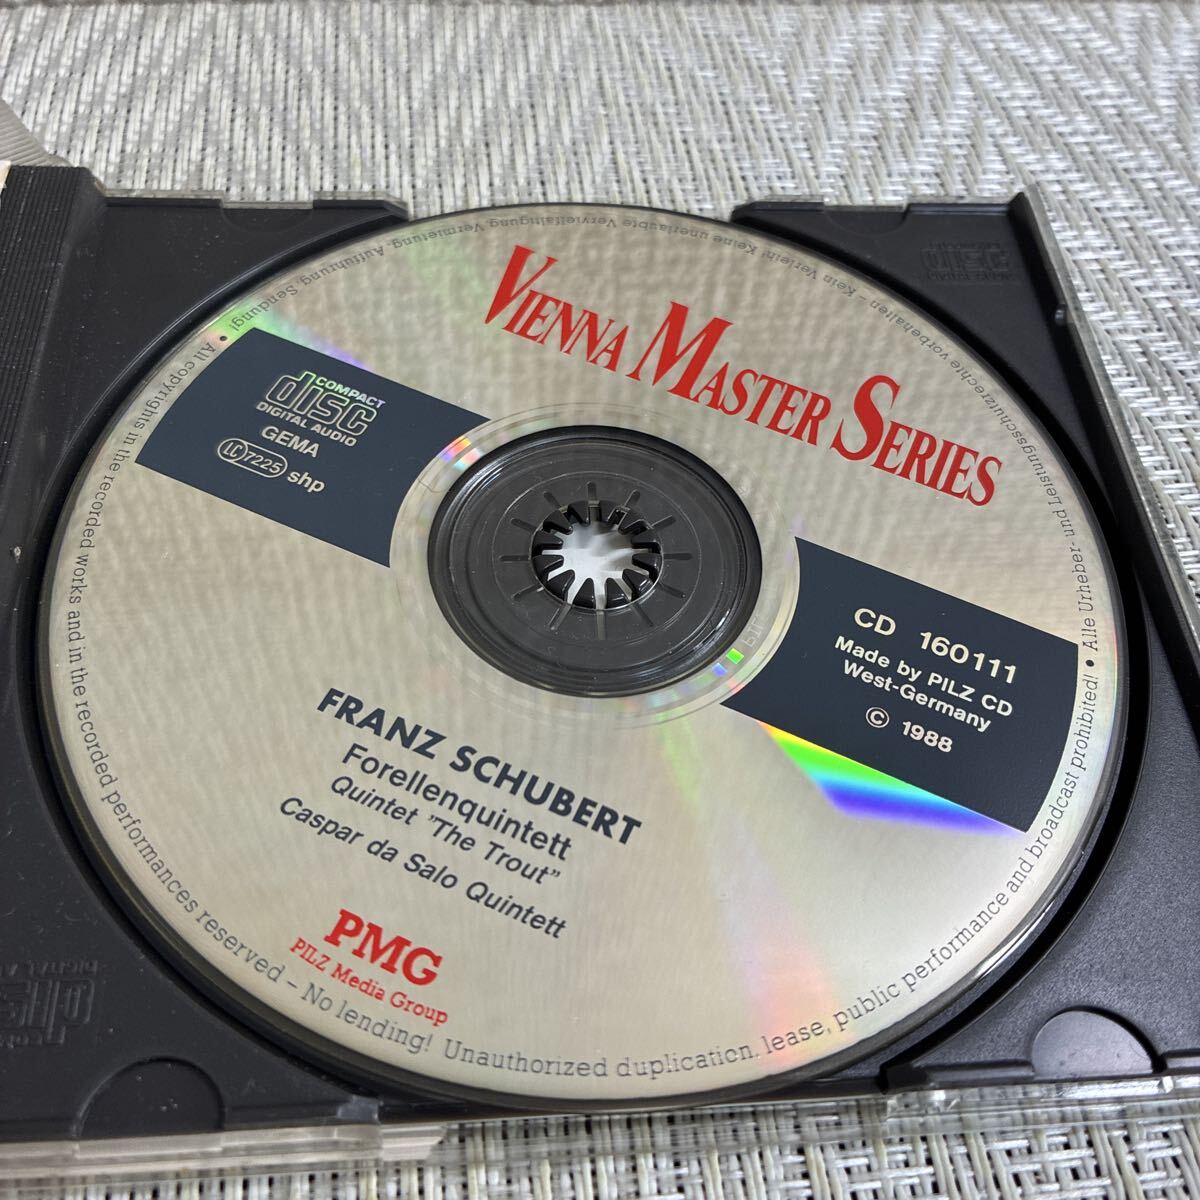 VIENNA MASTER SERIES
COMPACT
disc
DIGITAL AUDIO
GEMA
LC 7225 shp
CD 160111
Made by PILZ CD
West-Germany
© 1988
FRANZ SCHUBERT
Forellenquintett
Quintet "The Trout"
Caspar da Salo Quintett
PMG
PILZ Media Group
• All copyrights in the recorded works and in the recorded performances reserved – No lending! Unauthorized duplication, lease, public performance and broadcast prohibited! • Alle Urheber- und Leistungsschutzrechte vorbehalten – Kein Verleih! Keine unerlaubte Vervielfältigung, Vermietung, Aufführung, Sendung!
disc